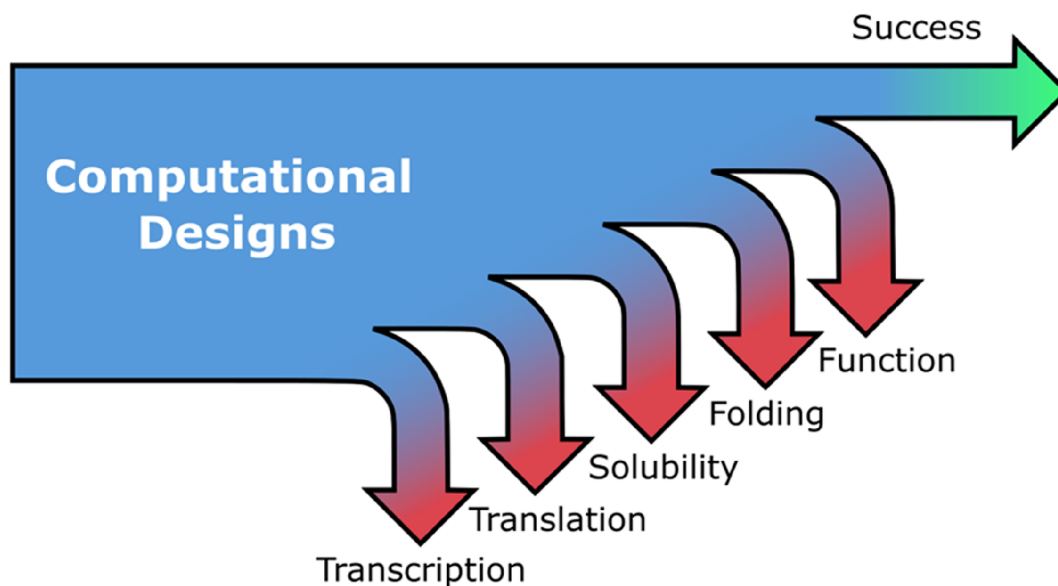 Success
Computational
Designs
Function
Folding
Solubility
Translation
Transcription